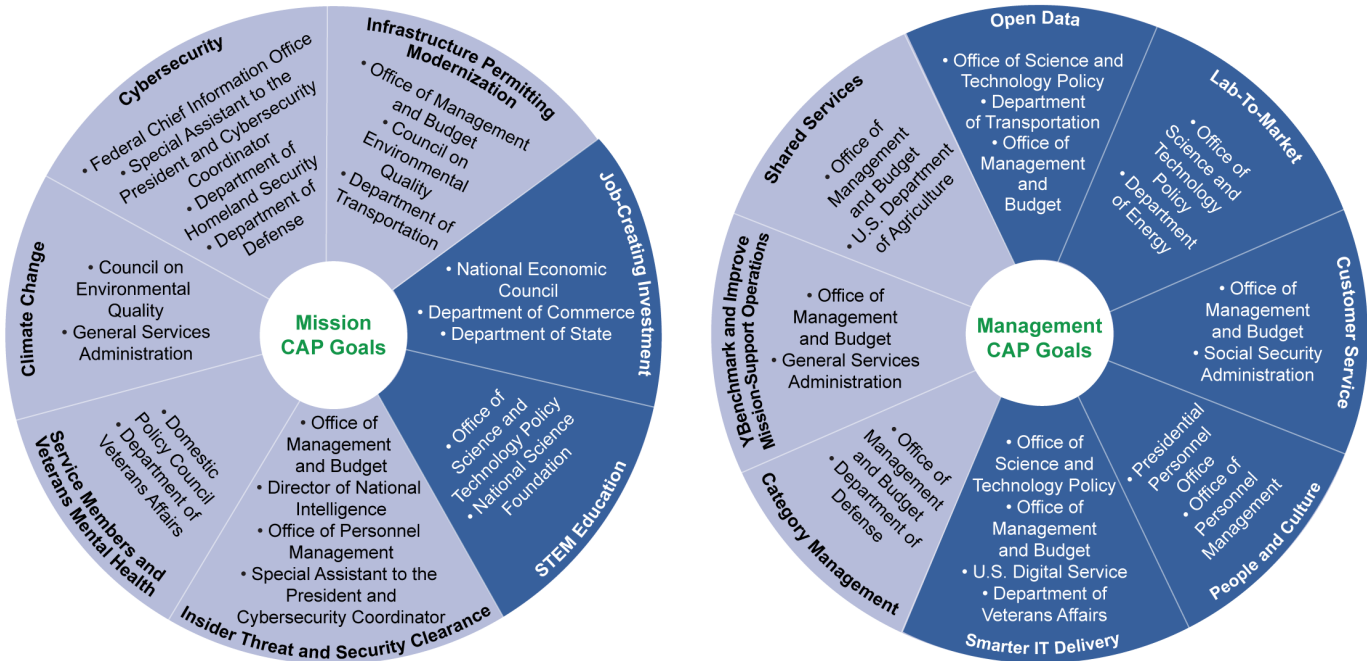 Mission
CAP Goals
Cybersecurity
• Federal Chief Information Office
• Special Assistant to the
President and Cybersecurity
Coordinator
• Department of
Homeland Security
• Department of
Defense
Infrastructure Permitting
Modernization
• Office of Management
and Budget
• Council on
Environmental
Quality
• Department of
Transportation
Job-Creating Investment
• National Economic
Council
• Department of Commerce
• Department of State
STEM Education
• Office of
Science and
Technology Policy
• National Science
Foundation
Insider Threat and Security Clearance
• Office of
Management
and Budget
• Director of National
Intelligence
• Office of Personnel
Management
• Special Assistant to the
President and
Cybersecurity Coordinator
Service Members and
Veterans Mental Health
• Domestic
Policy Council
• Department of
Veterans Affairs
Climate Change
• Council on
Environmental
Quality
• General Services
Administration
Management
CAP Goals
Open Data
• Office of Science and
Technology Policy
• Department
of Transportation
• Office of
Management
and
Budget
Lab-To-Market
• Office of
Science and
Technology
Policy
• Department
of Energy
Customer Service
• Office of
Management
and Budget
• Social Security
Administration
People and Culture
• Presidential
Personnel
Office
• Office of
Personnel
Management
Smarter IT Delivery
• Office of
Science and
Technology Policy
• Office of
Management
and Budget
• U.S. Digital Service
• Department of
Veterans Affairs
Category Management
• Office of
Management
and Budget
• Department of
Defense
YBenchmark and Improve
Mission-Support Operations
• Office of
Management
and Budget
• General Services
Administration
Shared Services
• Office of
Management
and Budget
• U.S. Department
of Agriculture